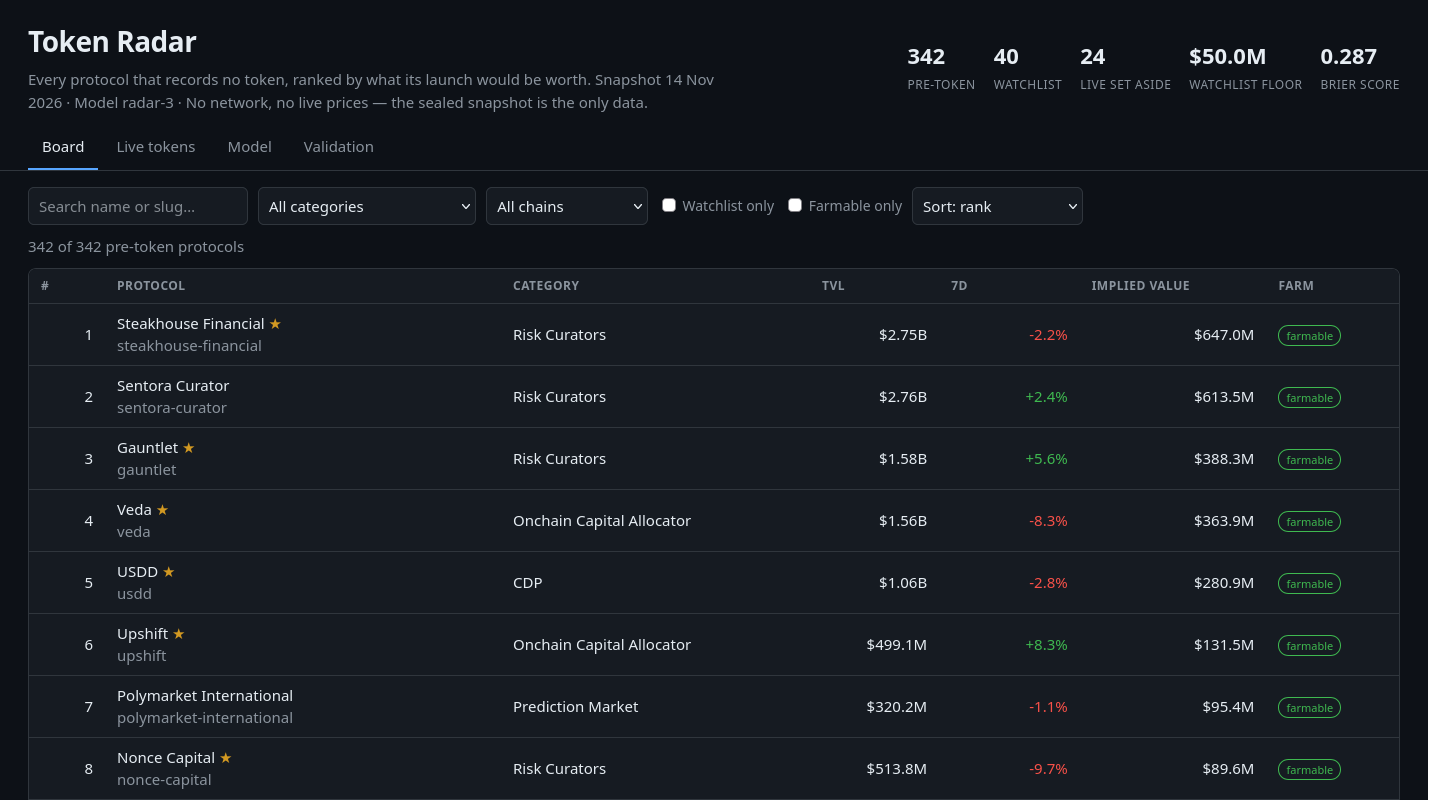 Token Radar
Every protocol that records no token, ranked by what its launch would be worth. Snapshot 14 Nov
2026 · Model radar-3 · No network, no live prices — the sealed snapshot is the only data.
342 40 24 $50.0M 0.287
PRE-TOKEN WATCHLIST LIVE SET ASIDE WATCHLIST FLOOR BRIER SCORE
Board Live tokens Model Validation
Search name or slug... All categories All chains Watchlist only Farmable only Sort: rank
342 of 342 pre-token protocols
# PROTOCOL CATEGORY TVL 7D IMPLIED VALUE FARM
1 Steakhouse Financial ★ Risk Curators $2.75B -2.2% $647.0M farmable
steakhouse-financial
2 Sentora Curator Risk Curators $2.76B +2.4% $613.5M farmable
sentora-curator
3 Gauntlet ★ Risk Curators $1.58B +5.6% $388.3M farmable
gauntlet
4 Veda ★ Onchain Capital Allocator $1.56B -8.3% $363.9M farmable
veda
5 USDD ★ CDP $1.06B -2.8% $280.9M farmable
usdd
6 Upshift ★ Onchain Capital Allocator $499.1M +8.3% $131.5M farmable
upshift
7 Polymarket International Prediction Market $320.2M -1.1% $95.4M farmable
polymarket-international
8 Nonce Capital ★ Risk Curators $513.8M -9.7% $89.6M farmable
nonce-capital